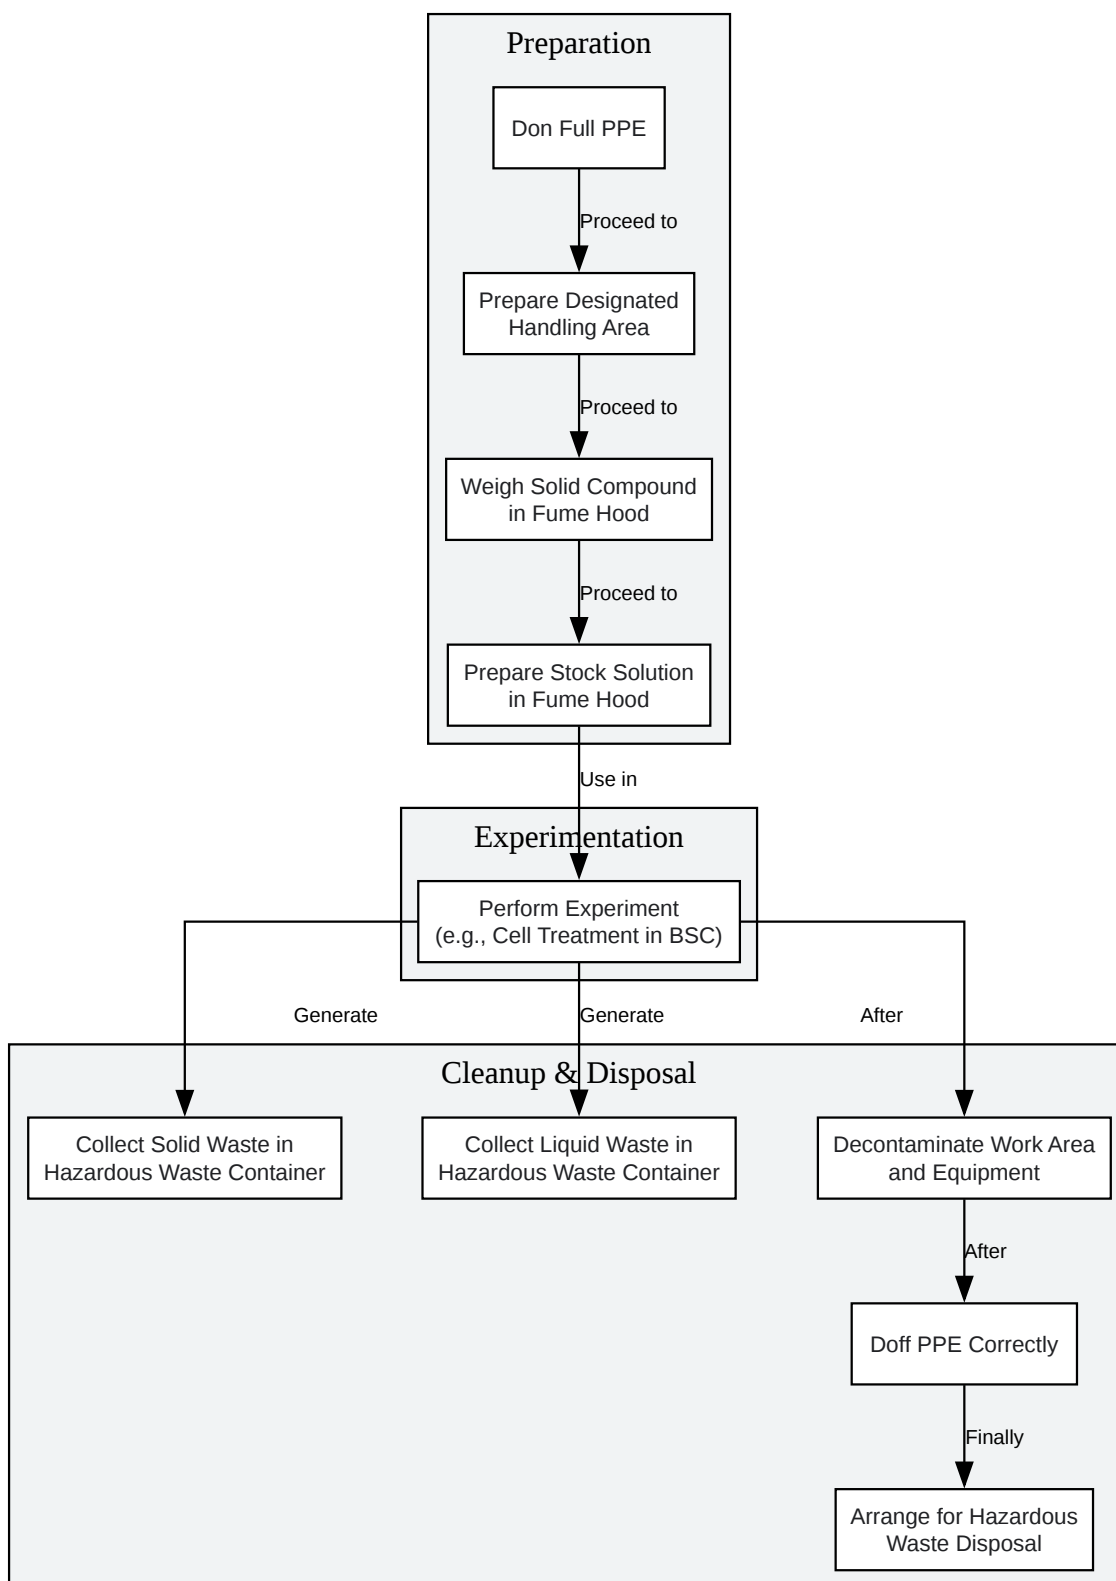 Preparation
Don Full PPE
Proceed to
Prepare Designated
Handling Area
Proceed to
Weigh Solid Compound
in Fume Hood
Proceed to
Prepare Stock Solution
in Fume Hood
Use in
Experimentation
Perform Experiment
(e.g., Cell Treatment in BSC)
Generate
Generate
After
Cleanup & Disposal
Collect Solid Waste in
Hazardous Waste Container
Collect Liquid Waste in
Hazardous Waste Container
Decontaminate Work Area
and Equipment
After
Doff PPE Correctly
Finally
Arrange for Hazardous
Waste Disposal